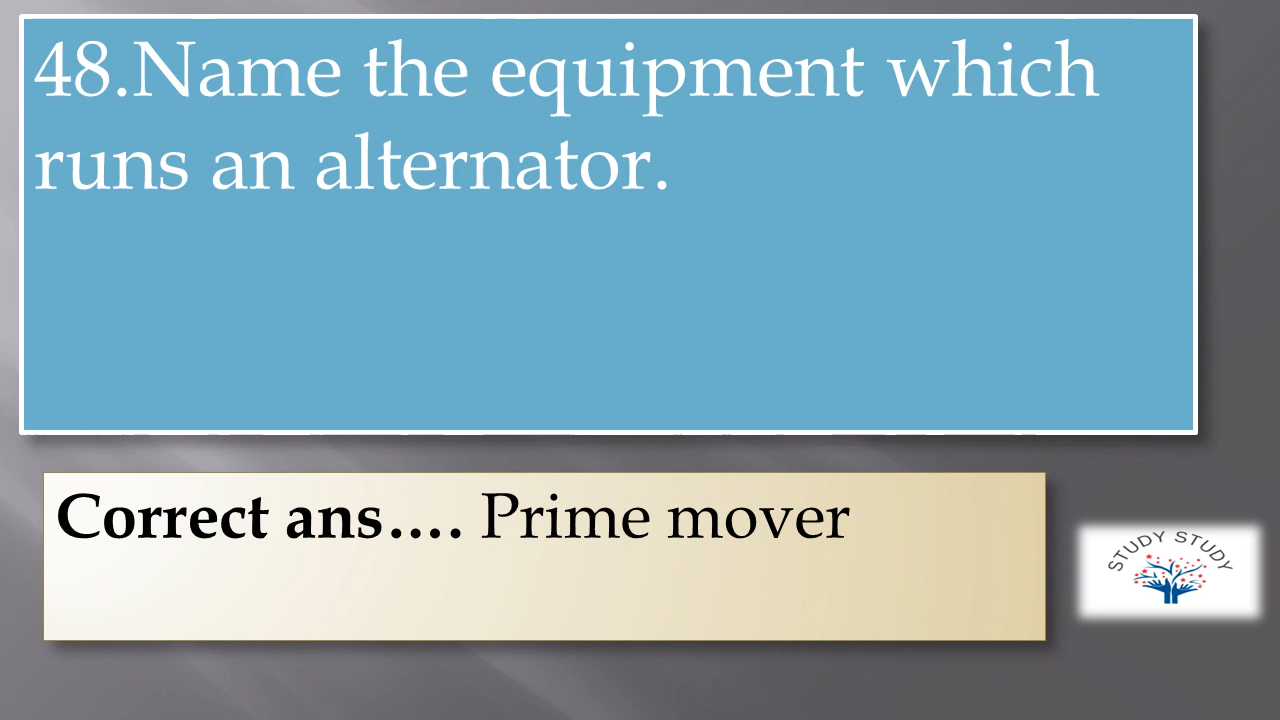 48.Name the equipment which
runs an alternator.
Correct ans.... Prime mover
STUDY STUDY